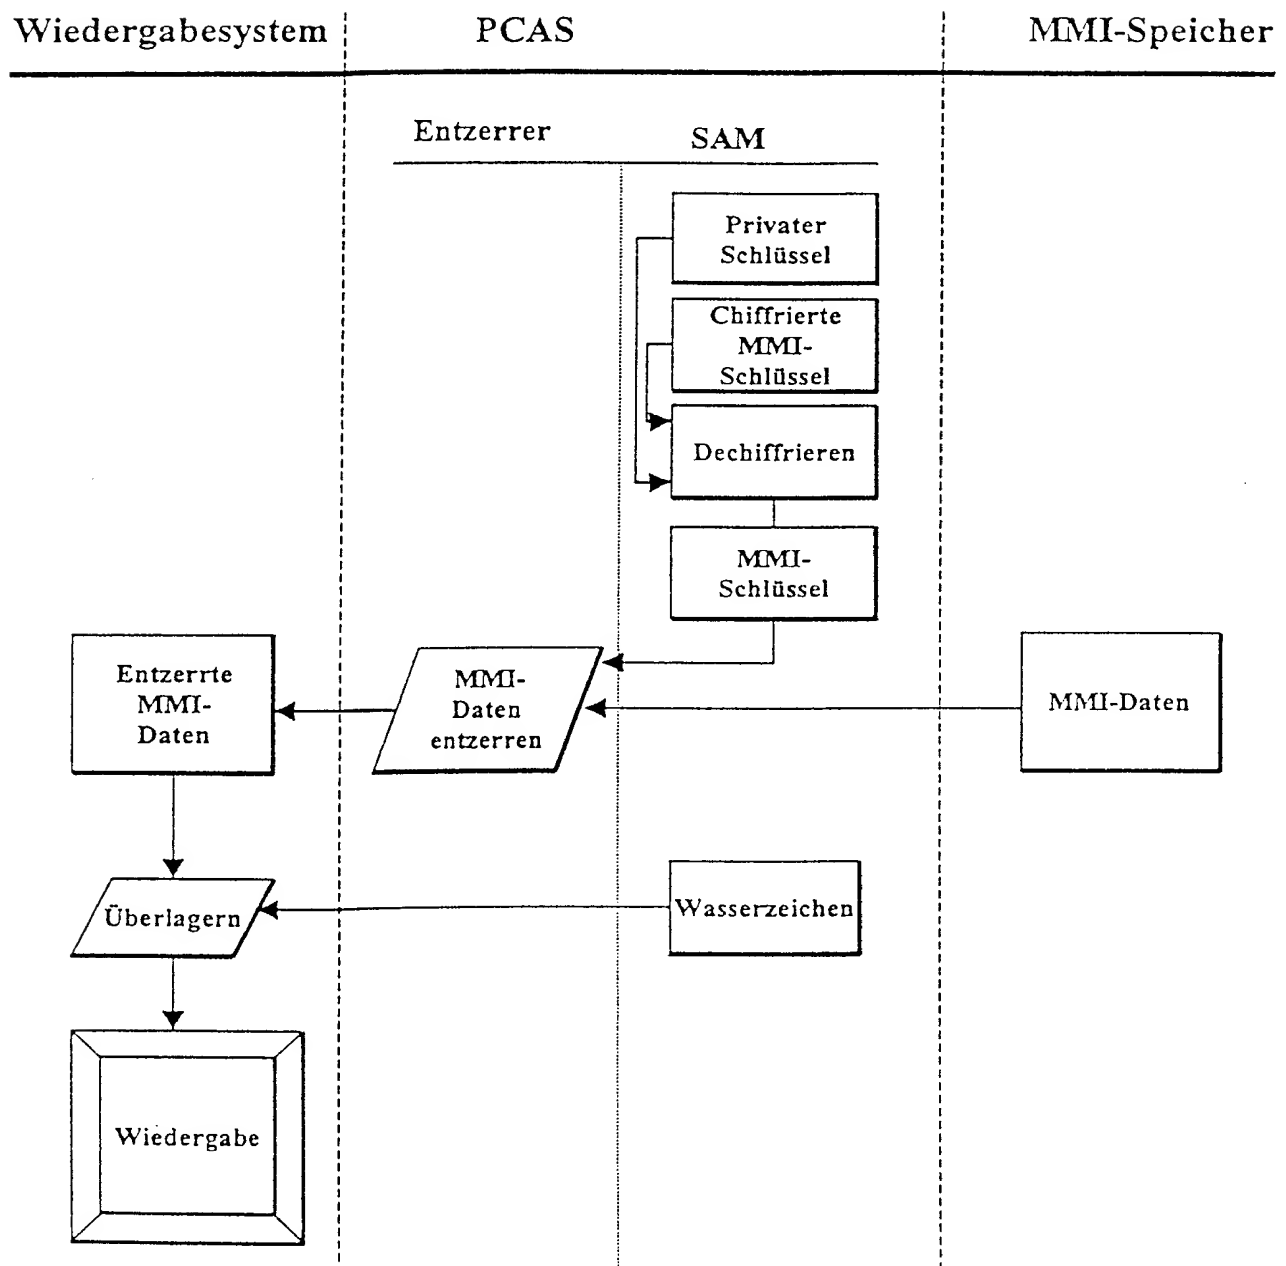 Wiedergabesystem
PCAS
MMI-Speicher
Entzerrer
SAM
Privater
Schlüssel
Chiffrierte
MMI-
Schlüssel
Dechiffrieren
MMI-
Schlüssel
Entzerrte
MMI-
Daten
MMI-
Daten
entzerren
MMI-Daten
Überlagern
Wasserzeichen
Wiedergabe